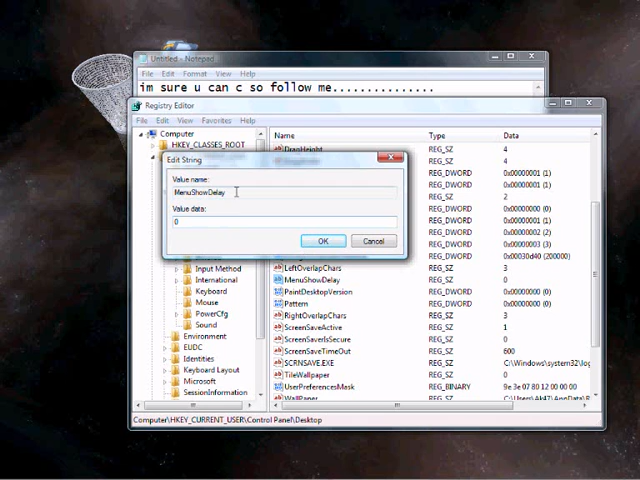 Untitled - Notepad
File Edit Format View Help
im sure u can c so follow me...............
Registry Editor
File Edit View Favorites Help
Computer
HKEY_CLASSES_ROOT
Name Type Data
DragHeight REG_SZ 4
REG_SZ 4
REG_DWORD 0x00000001 (1)
REG_DWORD 0x00000001 (1)
REG_SZ 2
REG_DWORD 0x00000000 (0)
REG_DWORD 0x00000001 (1)
REG_DWORD 0x00000002 (2)
REG_DWORD 0x00000003 (3)
REG_DWORD 0x00030d40 (200000)
Edit String
Value name:
MenuShowDelay
Value data:
0
OK Cancel
Input Method
International
Keyboard
Mouse
PowerCfg
Sound
Environment
EUDC
Identities
Keyboard Layout
Microsoft
SessionInformation
LeftOverlapChars REG_SZ 3
MenuShowDelay REG_SZ 0
PaintDesktopVersion REG_DWORD 0x00000000 (0)
Pattern REG_DWORD 0x00000000 (0)
RightOverlapChars REG_SZ 3
ScreenSaveActive REG_SZ 1
ScreenSaverIsSecure REG_SZ 0
ScreenSaveTimeOut REG_SZ 600
SCRNSAVE.EXE REG_SZ C:\Windows\system32\log
TileWallpaper REG_SZ 0
UserPreferencesMask REG_BINARY 9e 3e 07 80 12 00 00 00
WallPaper REG_SZ
Computer\HKEY_CURRENT_USER\Control Panel\Desktop